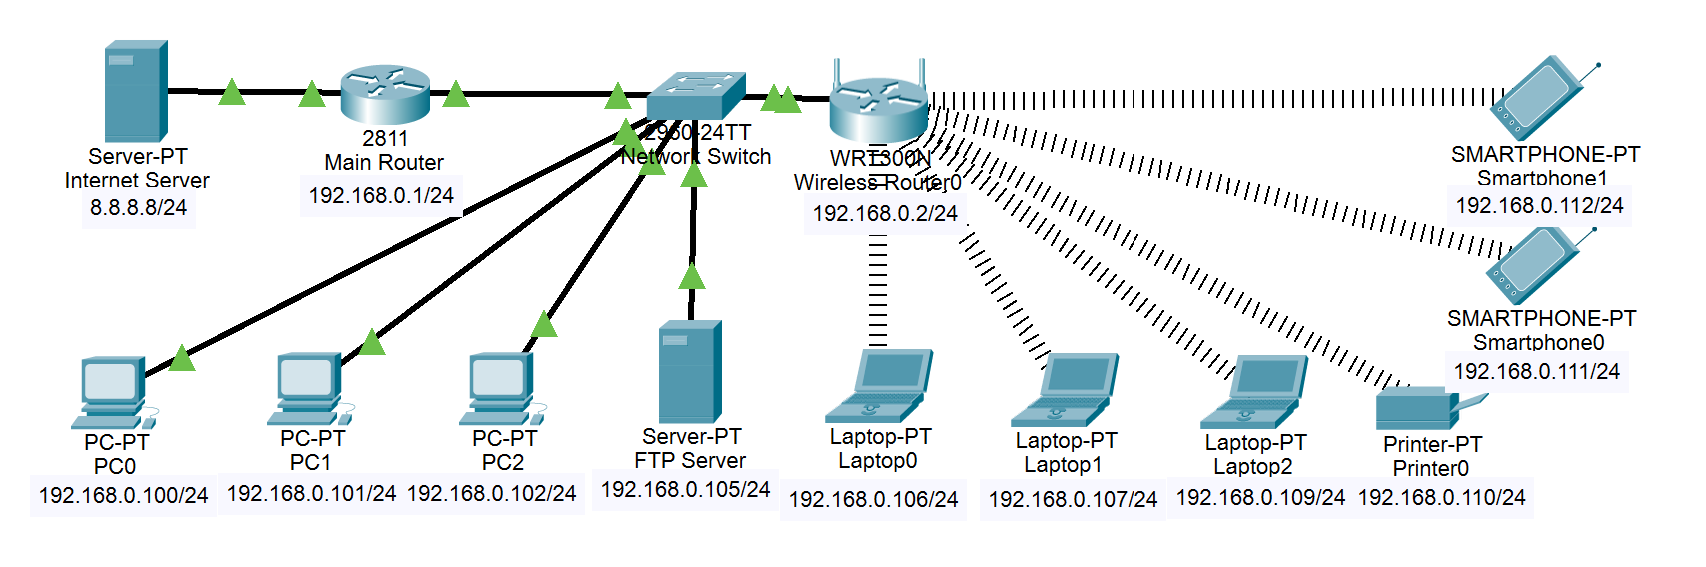 Server-PT
Internet Server
8.8.8.8/24
2811
Main Router
192.168.0.1/24
2960-24TT
Network Switch
WRT300N
Wireless Router0
192.168.0.2/24
SMARTPHONE-PT
Smartphone1
192.168.0.112/24
SMARTPHONE-PT
Smartphone0
192.168.0.111/24
PC-PT
PC0
192.168.0.100/24
PC-PT
PC1
192.168.0.101/24
PC-PT
PC2
192.168.0.102/24
Server-PT
FTP Server
192.168.0.105/24
Laptop-PT
Laptop0
192.168.0.106/24
Laptop-PT
Laptop1
192.168.0.107/24
Laptop-PT
Laptop2
192.168.0.109/24
Printer-PT
Printer0
192.168.0.110/24